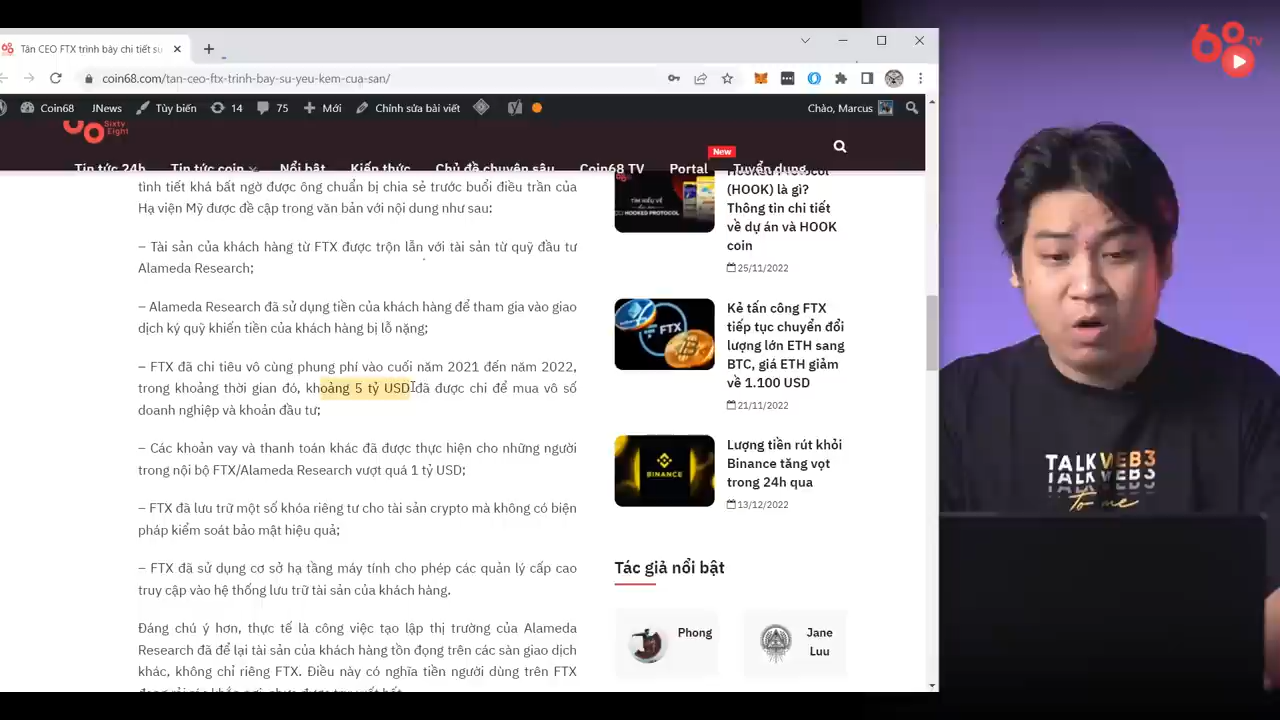 Tân CEO FTX trình bày chi tiết sự
coin68.com/tan-ceo-ftx-trinh-bay-su-yeu-kem-cua-san/
Coin68
JNews
Tùy biến
14
75
Mới
Chỉnh sửa bài viết
Chào, Marcus
Sixty
Eight
New
Tin tức 24h
Tin tức coin
Nổi bật
Kiến thức
Chủ đề chuyên sâu
Coin68 TV
Portal
Tuyển dụng
tình tiết khá bất ngờ được ông chuẩn bị chia sẻ trước buổi điều trần của
Hạ viện Mỹ được đề cập trong văn bản với nội dung như sau:
– Tài sản của khách hàng từ FTX được trộn lẫn với tài sản từ quỹ đầu tư
Alameda Research;
– Alameda Research đã sử dụng tiền của khách hàng để tham gia vào giao
dịch ký quỹ khiến tiền của khách hàng bị lỗ nặng;
– FTX đã chi tiêu vô cùng phung phí vào cuối năm 2021 đến năm 2022,
trong khoảng thời gian đó, khoảng 5 tỷ USD đã được chi để mua vô số
doanh nghiệp và khoản đầu tư;
– Các khoản vay và thanh toán khác đã được thực hiện cho những người
trong nội bộ FTX/Alameda Research vượt quá 1 tỷ USD;
– FTX đã lưu trữ một số khóa riêng tư cho tài sản crypto mà không có biện
pháp kiểm soát bảo mật hiệu quả;
– FTX đã sử dụng cơ sở hạ tầng máy tính cho phép các quản lý cấp cao
truy cập vào hệ thống lưu trữ tài sản của khách hàng.
Đáng chú ý hơn, thực tế là công việc tạo lập thị trường của Alameda
Research đã để lại tài sản của khách hàng tồn đọng trên các sàn giao dịch
khác, không chỉ riêng FTX. Điều này có nghĩa tiền người dùng trên FTX
Hooked Protocol
(HOOK) là gì?
Thông tin chi tiết
về dự án và HOOK
coin
25/11/2022
TÌM HIỂU VỀ
HOOKED PROTOCOL
Kẻ tấn công FTX
tiếp tục chuyển đổi
lượng lớn ETH sang
BTC, giá ETH giảm
về 1.100 USD
21/11/2022
FTX
Lượng tiền rút khỏi
Binance tăng vọt
trong 24h qua
13/12/2022
BINANCE
Tác giả nổi bật
Phong
Jane
Luu
68 TV
TALK WEB3
TALK WEB3
to me